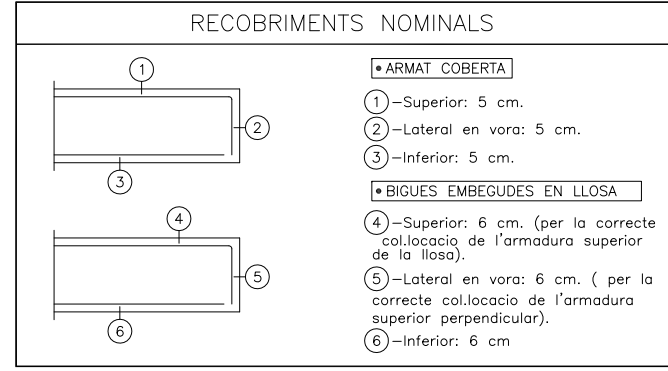 RECOBRIMENTS NOMINALS
1
2
3
• ARMAT COBERTA
1 -Superior: 5 cm.
2 -Lateral en vora: 5 cm.
3 -Inferior: 5 cm.
4
5
6
• BIGUES EMBEGUDES EN LLOSA
4 -Superior: 6 cm. (per la correcte
col.locacio de l'armadura superior
de la llosa).
5 -Lateral en vora: 6 cm. ( per la
correcte col.locacio de l'armadura
superior perpendicular).
6 -Inferior: 6 cm